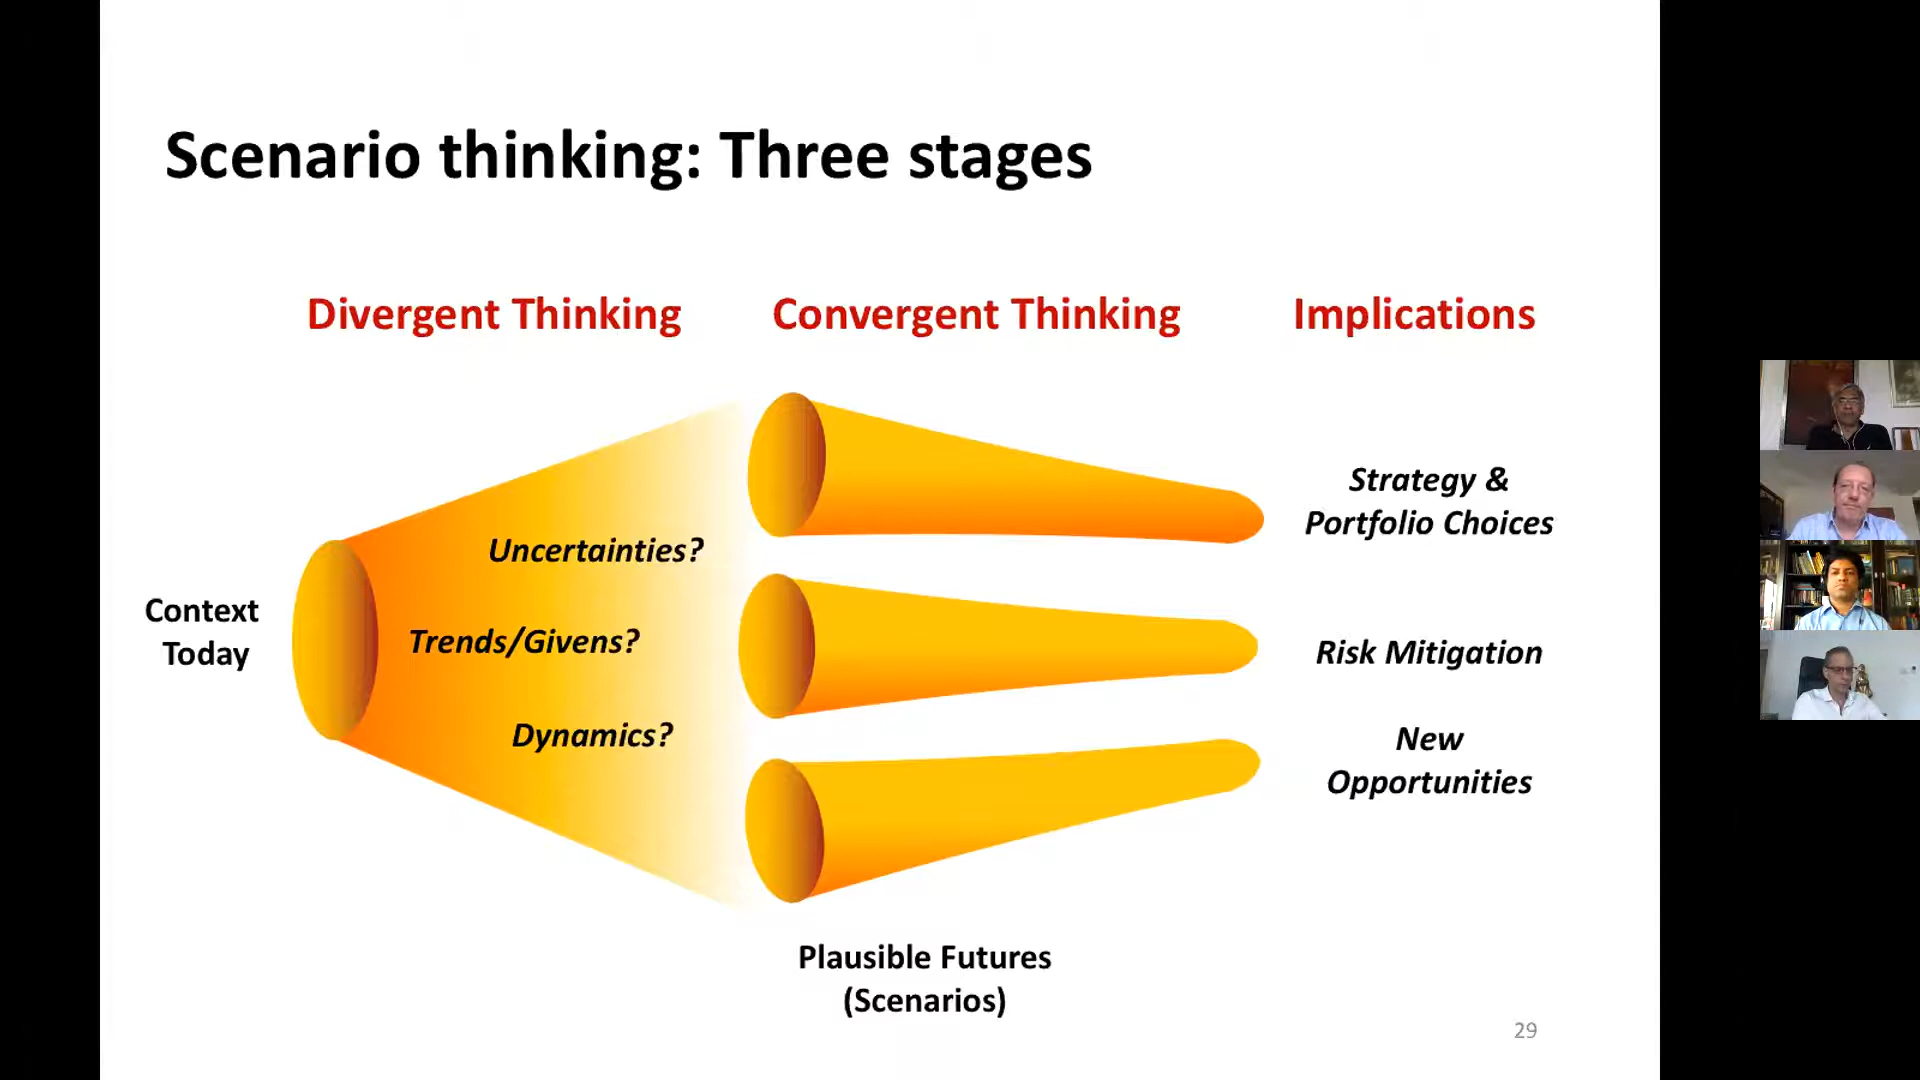 Scenario thinking: Three stages
Divergent Thinking
Convergent Thinking
Implications
Context
Today
Uncertainties?
Trends/Givens?
Dynamics?
Strategy &
Portfolio Choices
Risk Mitigation
New
Opportunities
Plausible Futures
(Scenarios)
29